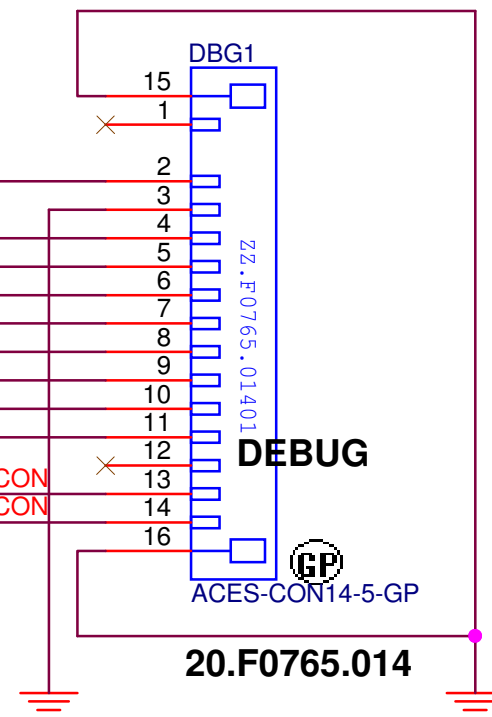 DBG1
15
1
2
3
4
5
6
7
8
9
10
11
12
13
14
16
CON
CON
ZZ.F0765.01401
DEBUG
GP
ACES-CON14-5-GP
20.F0765.014